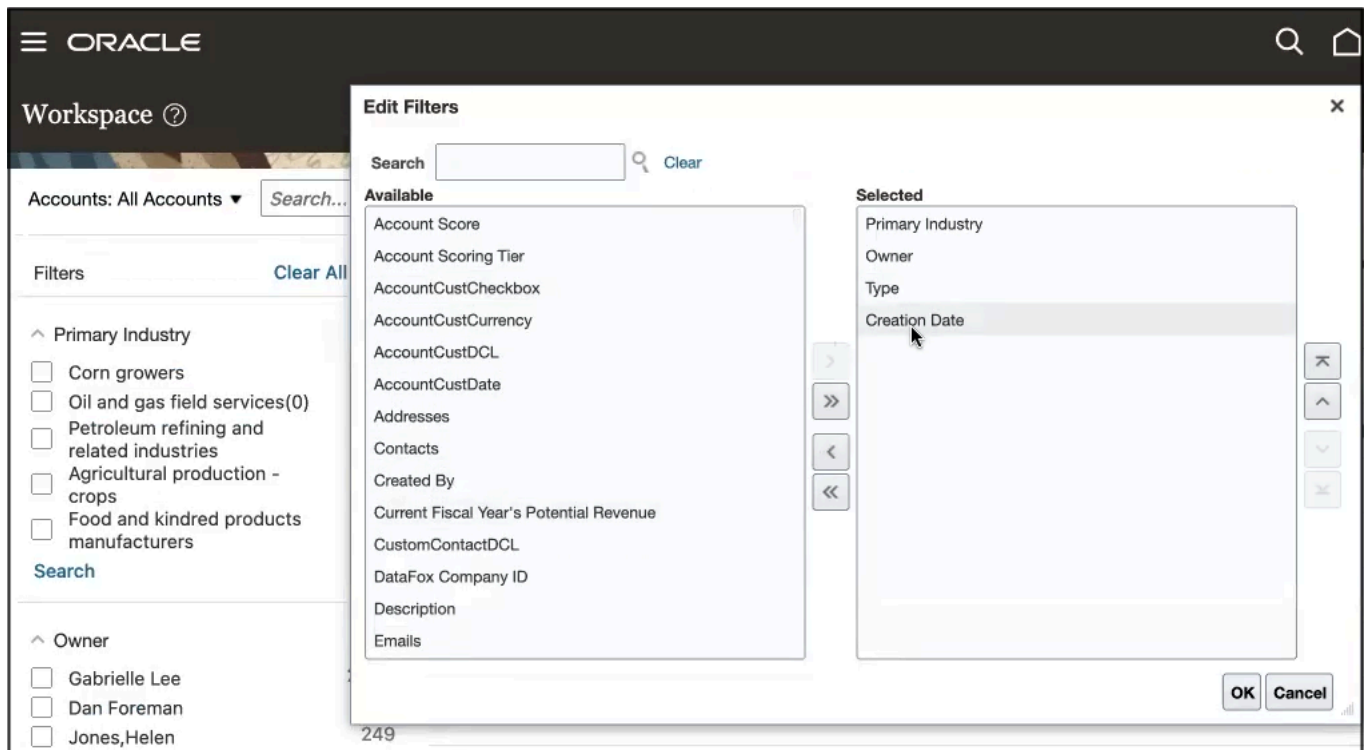 ORACLE
Workspace ?
Accounts: All Accounts
Search...
Filters
Clear All
Primary Industry
Corn growers
Oil and gas field services(0)
Petroleum refining and
related industries
Agricultural production -
crops
Food and kindred products
manufacturers
Search
Owner
Gabrielle Lee
Dan Foreman
Jones,Helen
249
Edit Filters
Search
Clear
Available
Account Score
Account Scoring Tier
AccountCustCheckbox
AccountCustCurrency
AccountCustDCL
AccountCustDate
Addresses
Contacts
Created By
Current Fiscal Year's Potential Revenue
CustomContactDCL
DataFox Company ID
Description
Emails
Selected
Primary Industry
Owner
Type
Creation Date
OK
Cancel